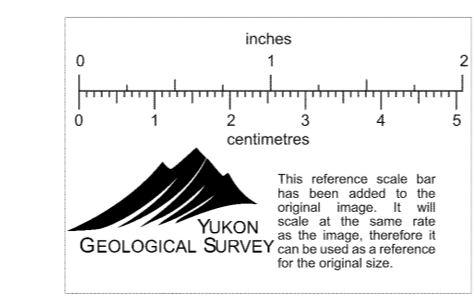 inches
0 1 2
0 1 2 3 4 5
centimetres
YUKON
GEOLOGICAL SURVEY
This reference scale bar
has been added to the
original image. It will
scale at the same rate
as the image, therefore it
can be used as a reference
for the original size.